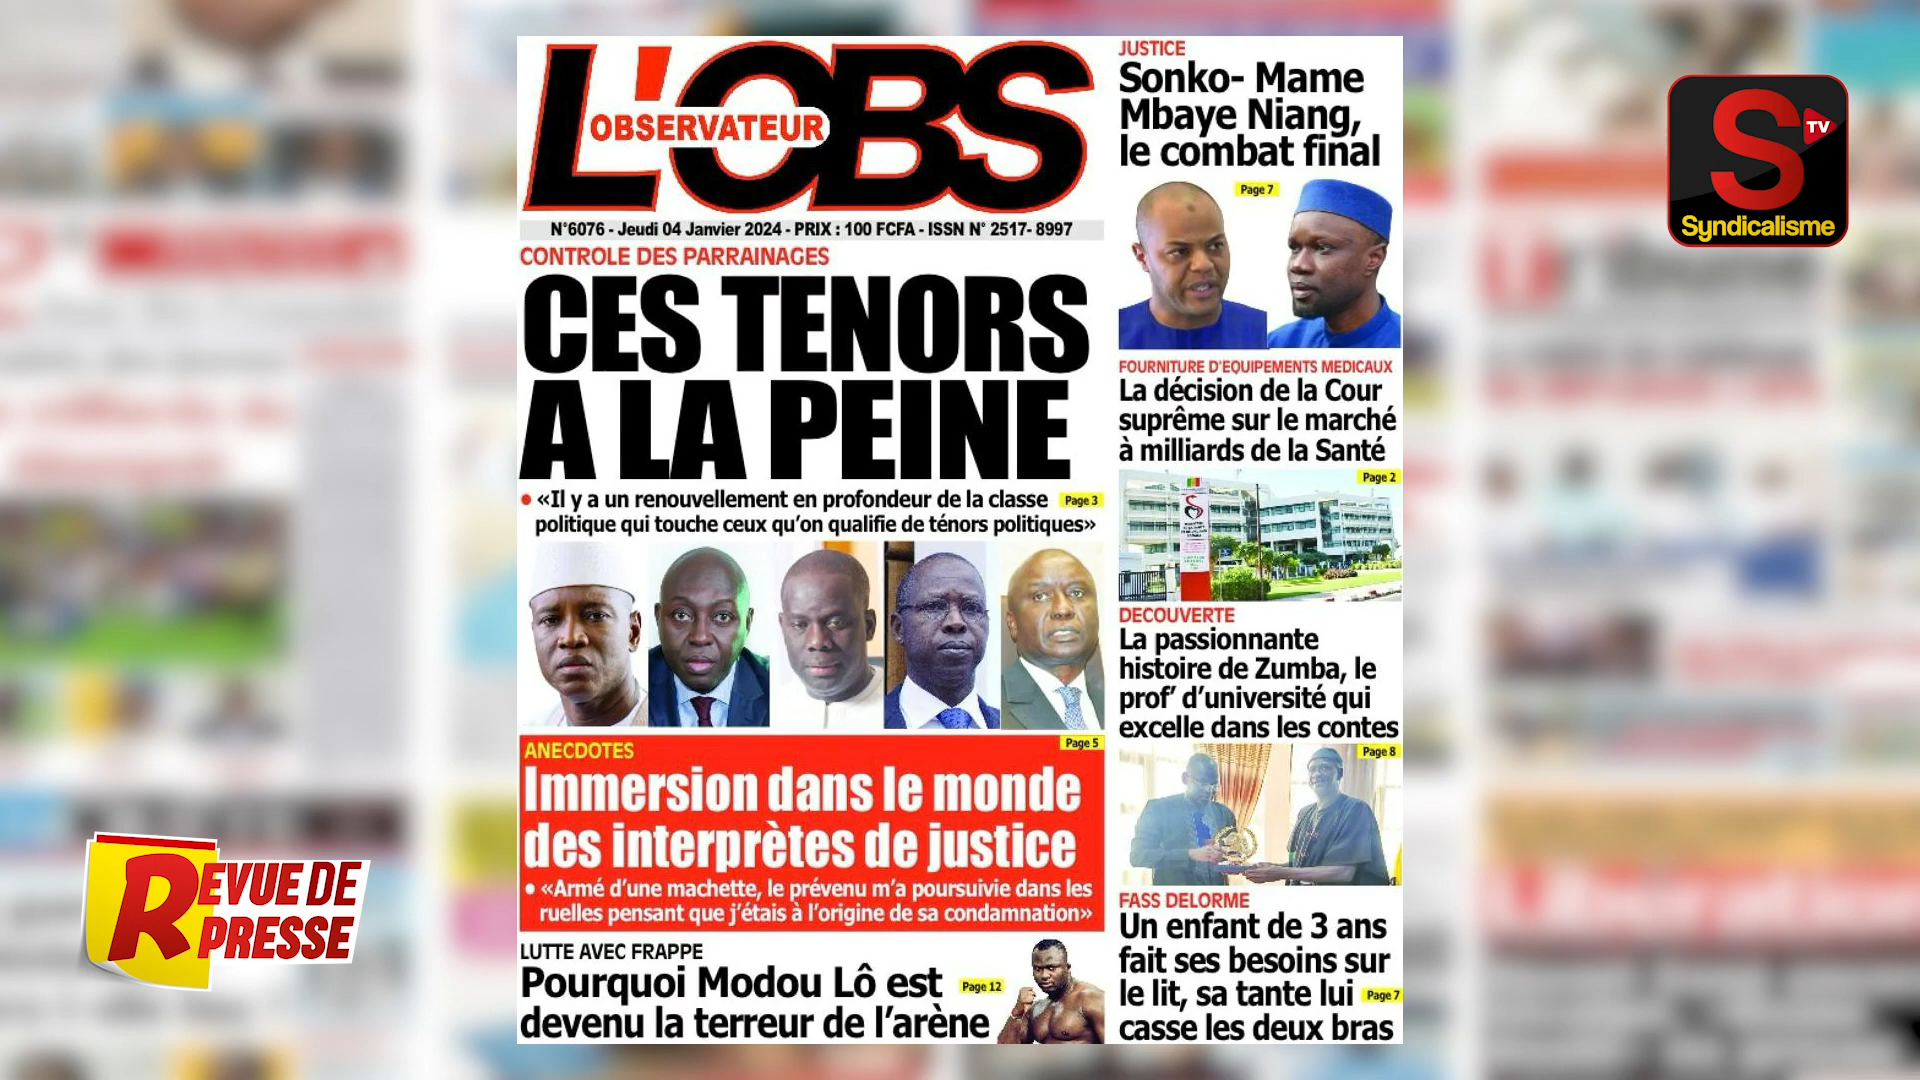 L'OBS
OBSERVATEUR
N°6076 - Jeudi 04 Janvier 2024 - PRIX : 100 FCFA - ISSN N° 2517- 8997
CONTROLE DES PARRAINAGES
CES TENORS
A LA PEINE
• «Il y a un renouvellement en profondeur de la classe Page 3
politique qui touche ceux qu'on qualifie de ténors politiques»
ANECDOTES Page 5
Immersion dans le monde
des interprètes de justice
• «Armé d'une machette, le prévenu m'a poursuivie dans les
ruelles pensant que j'étais à l'origine de sa condamnation»
LUTTE AVEC FRAPPE
Pourquoi Modou Lô est Page 12
devenu la terreur de l'arène
JUSTICE
Sonko- Mame
Mbaye Niang,
le combat final
Page 7
FOURNITURE D'EQUIPEMENTS MEDICAUX
La décision de la Cour
suprême sur le marché
à milliards de la Santé
Page 2
DECOUVERTE
La passionnante
histoire de Zumba, le
prof' d'université qui
excelle dans les contes
Page 8
FASS DELORME
Un enfant de 3 ans
fait ses besoins sur
le lit, sa tante lui Page 7
casse les deux bras
S TV
Syndicalisme
REVUE DE
PRESSE